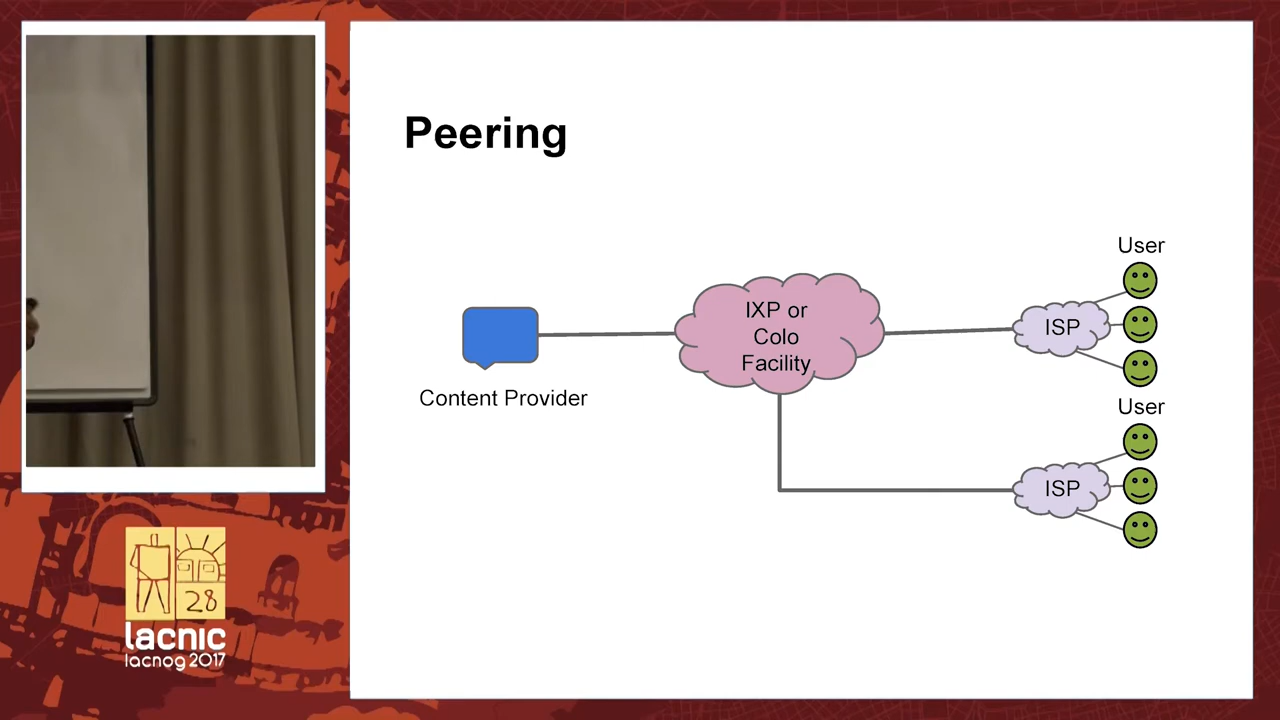 Peering
User
IXP or
Colo
Facility
ISP
Content Provider
User
ISP
28
lacnic
lacnog 2017